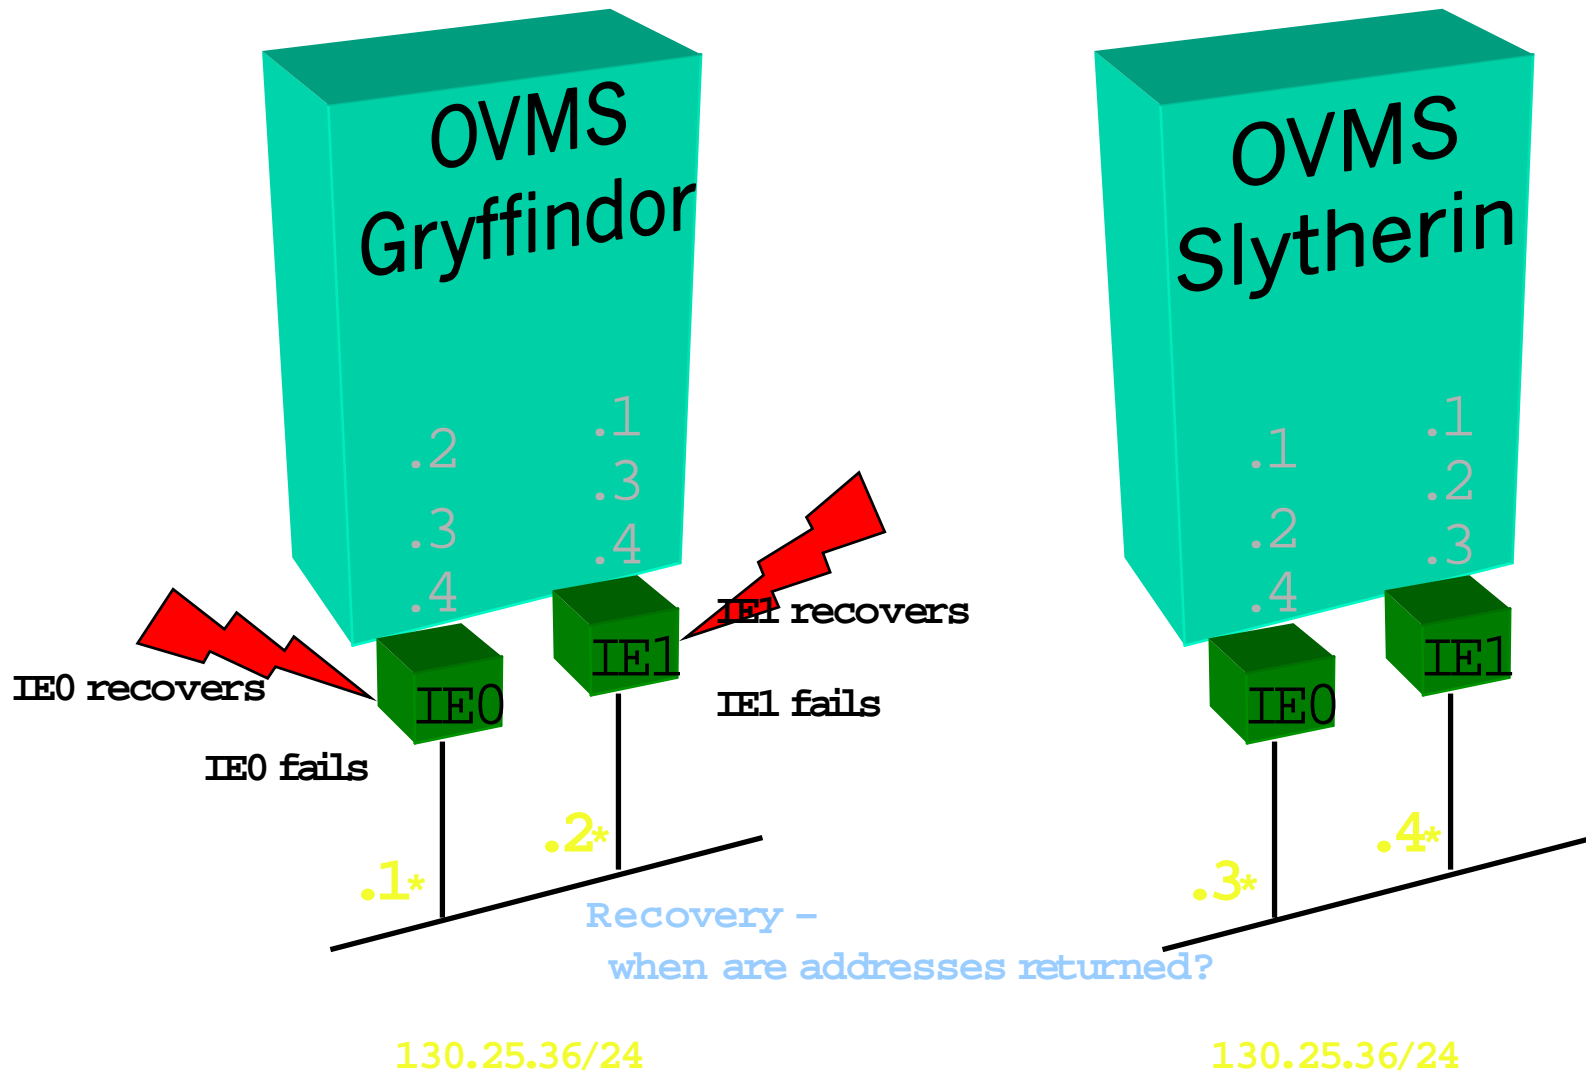 OVMS
Gryffindor
.2
.3
.4
.1
.3
.4
IE0
IE1
IE0 recovers
IE0 fails
IE1 recovers
IE1 fails
.1*
.2*
130.25.36/24
OVMS
Slytherin
.1
.2
.4
.1
.2
.3
IE0
IE1
.3*
.4*
Recovery –
when are addresses returned?
130.25.36/24